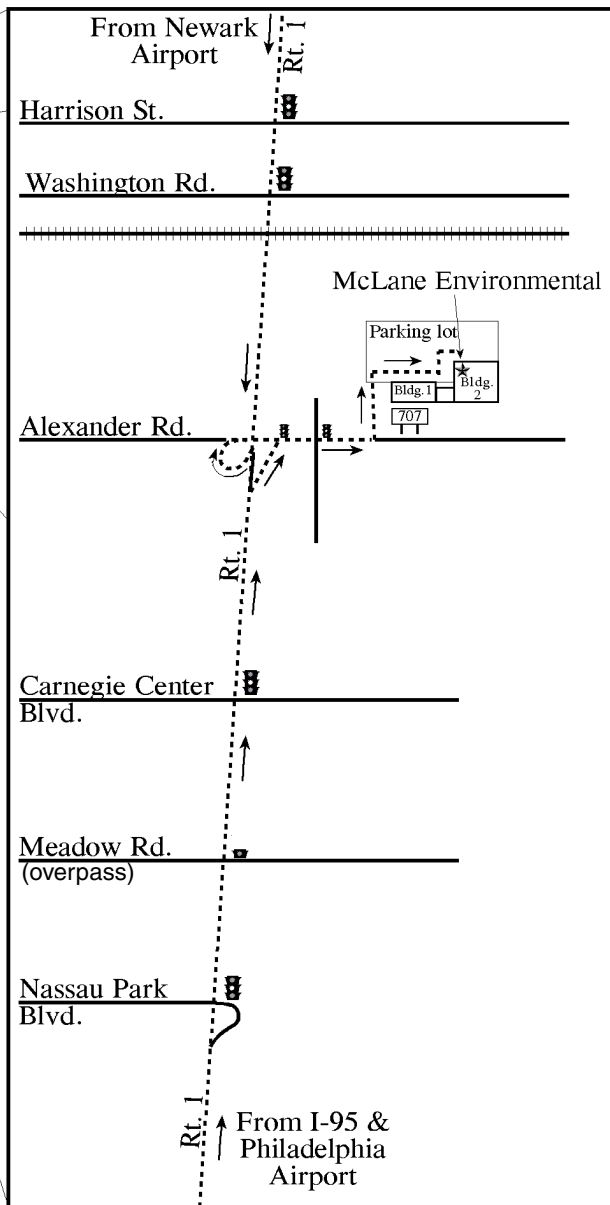 From Newark
Airport
Rt. 1
Harrison St.
Washington Rd.
McLane Environmental
Parking lot
Bldg. 1
Bldg.
2
707
Alexander Rd.
Rt. 1
Carnegie Center
Blvd.
Meadow Rd.
(overpass)
Nassau Park
Blvd.
Rt. 1
From I-95 &
Philadelphia
Airport